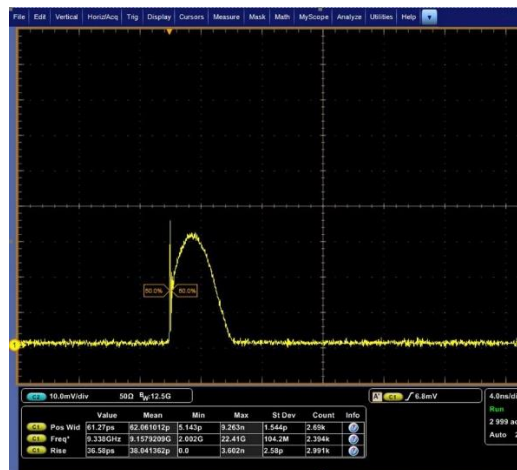 File Edit Vertical Horiz/Acq Trig Display Cursors Measure Mask Math MyScope Analyze Utilities Help
50.0% 50.0%
1
C2 10.0mV/div 50Ω BW:12.5G
A' C1 / 6.8mV
4.0ns/di
Run
2 999 ac
Auto 2
Value Mean Min Max St Dev Count Info
C1 Pos Wid 61.27ps 62.061012p 5.143p 9.263n 1.544p 2.69k
C1 Freq* 9.338GHz 9.1579209G 2.002G 22.41G 104.2M 2.394k
C1 Rise 36.58ps 38.041362p 0.0 3.602n 2.58p 2.991k